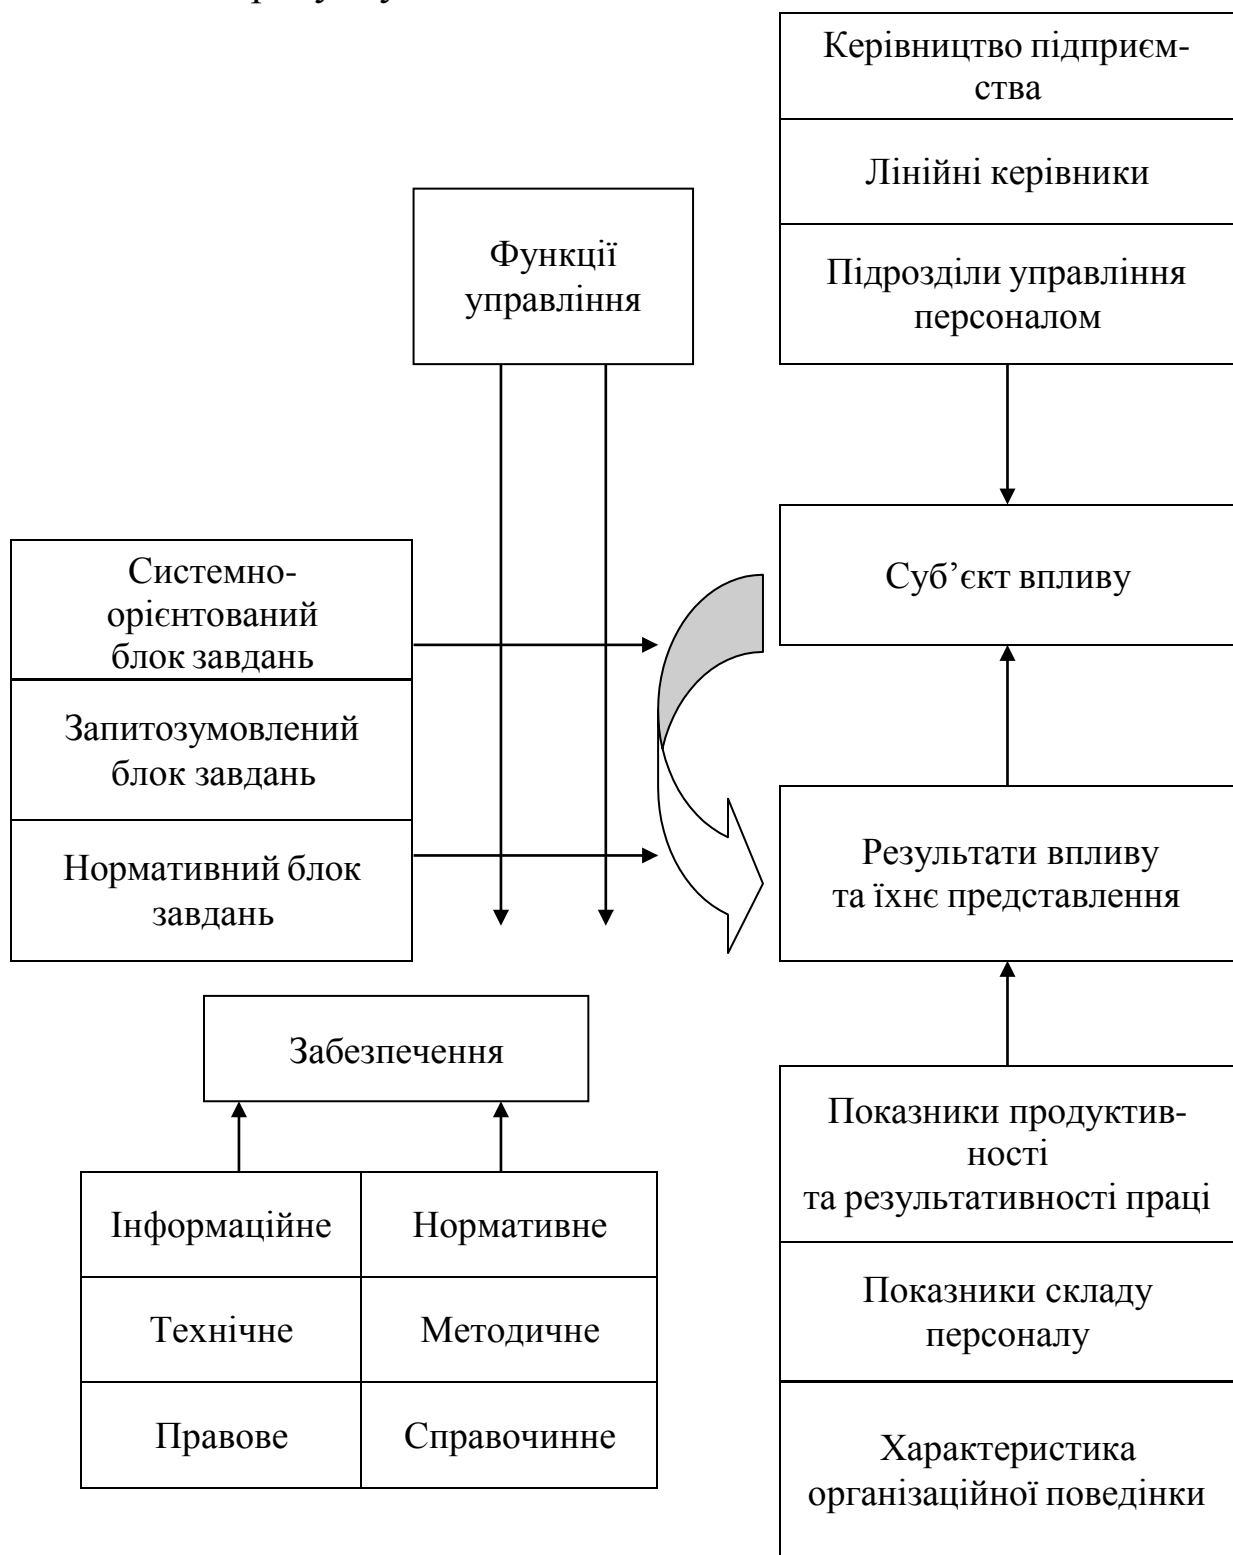 Керівництво підприєм-
ства
Лінійні керівники
Підрозділи управління
персоналом
Функції
управління
Суб’єкт впливу
Системно-
орієнтований
блок завдань
Запитозумовлений
блок завдань
Нормативний блок
завдань
Результати впливу
та їхнє представлення
Забезпечення
Інформаційне
Нормативне
Технічне
Методичне
Правове
Справочинне
Показники продуктив-
ності
та результативності праці
Показники складу
персоналу
Характеристика
організаційної поведінки